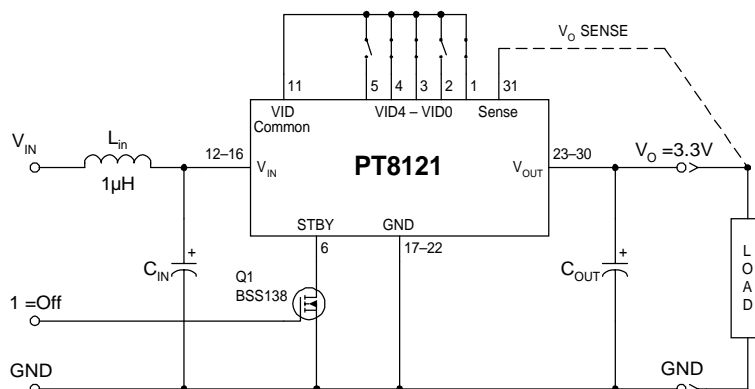 V_O SENSE
11
5
4
3
2
1
31
VID Common
VID4 – VID0
Sense
V_IN
L_in
1µH
12–16
V_IN
PT8121
V_OUT
23–30
V_O =3.3V
STBY
GND
6
17–22
C_IN
+
Q1
BSS138
C_OUT
+
LOAD
1 =Off
GND
GND